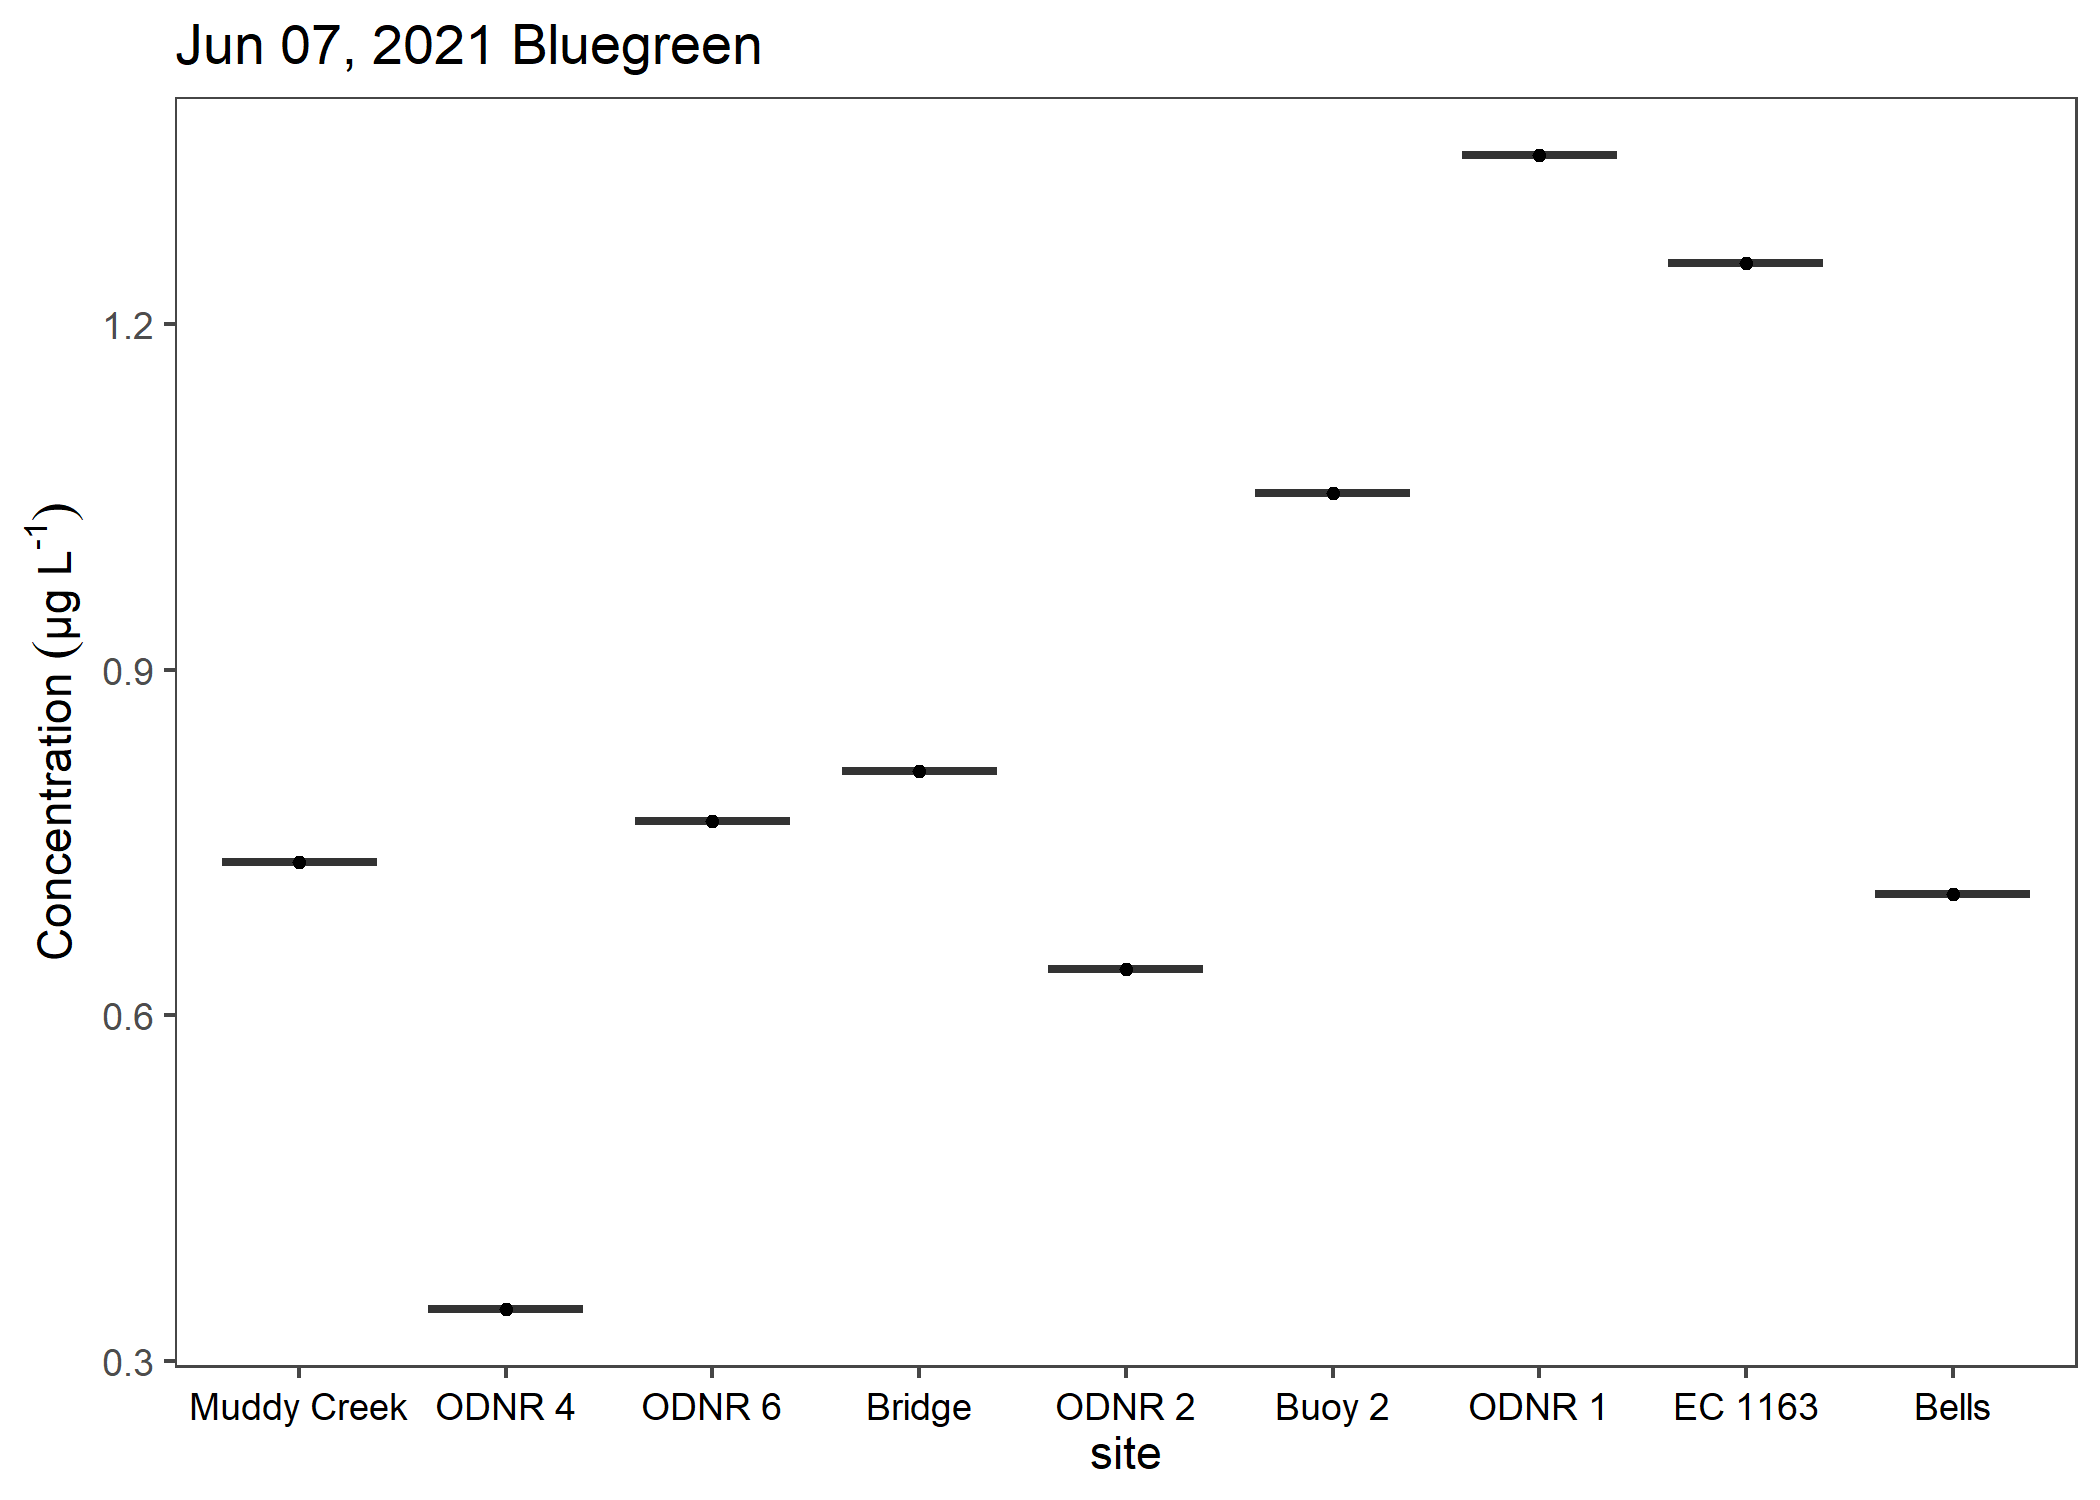 Jun 07, 2021 Bluegreen
Concentration (µg L⁻¹)
1.2
0.9
0.6
0.3
Muddy Creek ODNR 4 ODNR 6 Bridge ODNR 2 Buoy 2 ODNR 1 EC 1163 Bells
site